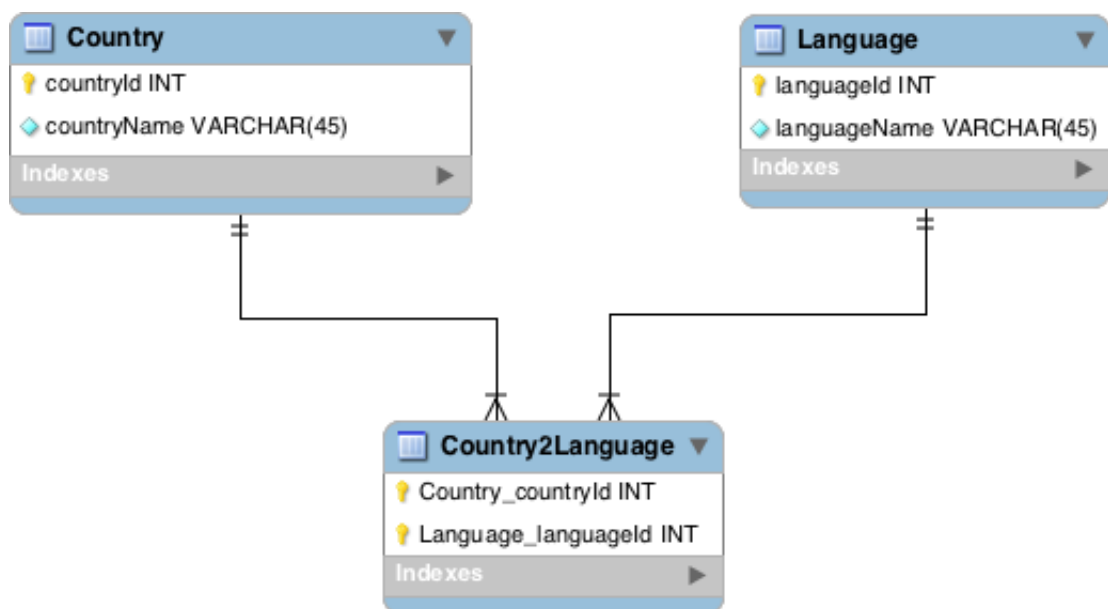 Country
countryId INT
countryName VARCHAR(45)
Indexes
Language
languageId INT
languageName VARCHAR(45)
Indexes
Country2Language
Country_countryId INT
Language_languageId INT
Indexes